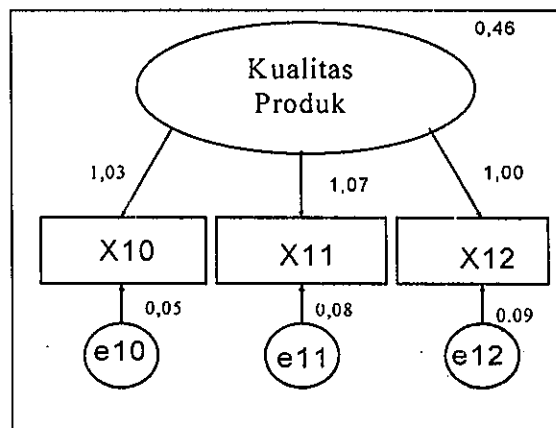 0,46
Kualitas
Produk
1,03
1,07
1,00
X10
X11
X12
0,05
0,08
0.09
e10
e11
e12